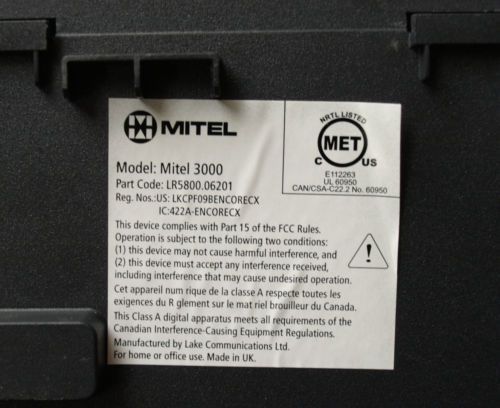 MITEL
NRTL LISTED
MET
C US
E112263
UL 60950
CAN/CSA-C22.2 No. 60950
Model: Mitel 3000
Part Code: LR5800.06201
Reg. Nos.:US: LKCPF09BENCORECX
IC:422A-ENCORECX
This device complies with Part 15 of the FCC Rules.
Operation is subject to the following two conditions:
(1) this device may not cause harmful interference, and
(2) this device must accept any interference received,
including interference that may cause undesired operation.
Cet appareil num rique de la classe A respecte toutes les
exigences du R glement sur le mat riel brouilleur du Canada.
This Class A digital apparatus meets all requirements of the
Canadian Interference-Causing Equipment Regulations.
Manufactured by Lake Communications Ltd.
For home or office use. Made in UK.